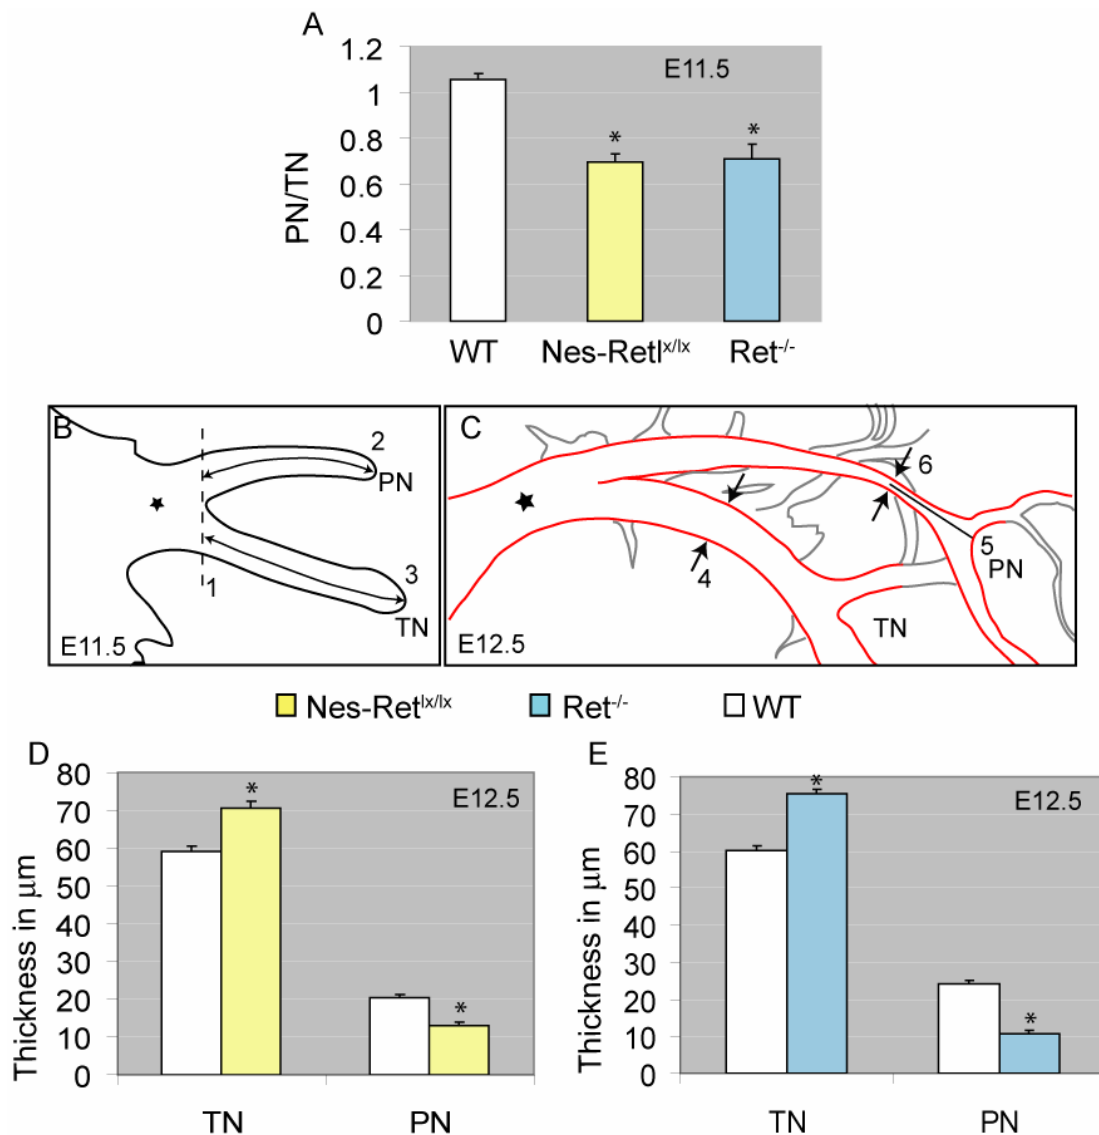 A
1.2
1
0.8
0.6
0.4
0.2
0
PN/TN
E11.5
* *
WT Nes-Retlx/lx Ret-/-
B
2
PN
3
1
TN
E11.5
C
6
5
PN
4
TN
E12.5
Nes-Retlx/lx Ret-/- WT
D
80
70
60
50
40
30
20
10
0
Thickness in μm
E12.5
*
*
TN PN
E
80
70
60
50
40
30
20
10
0
Thickness in μm
E12.5
*
*
TN PN